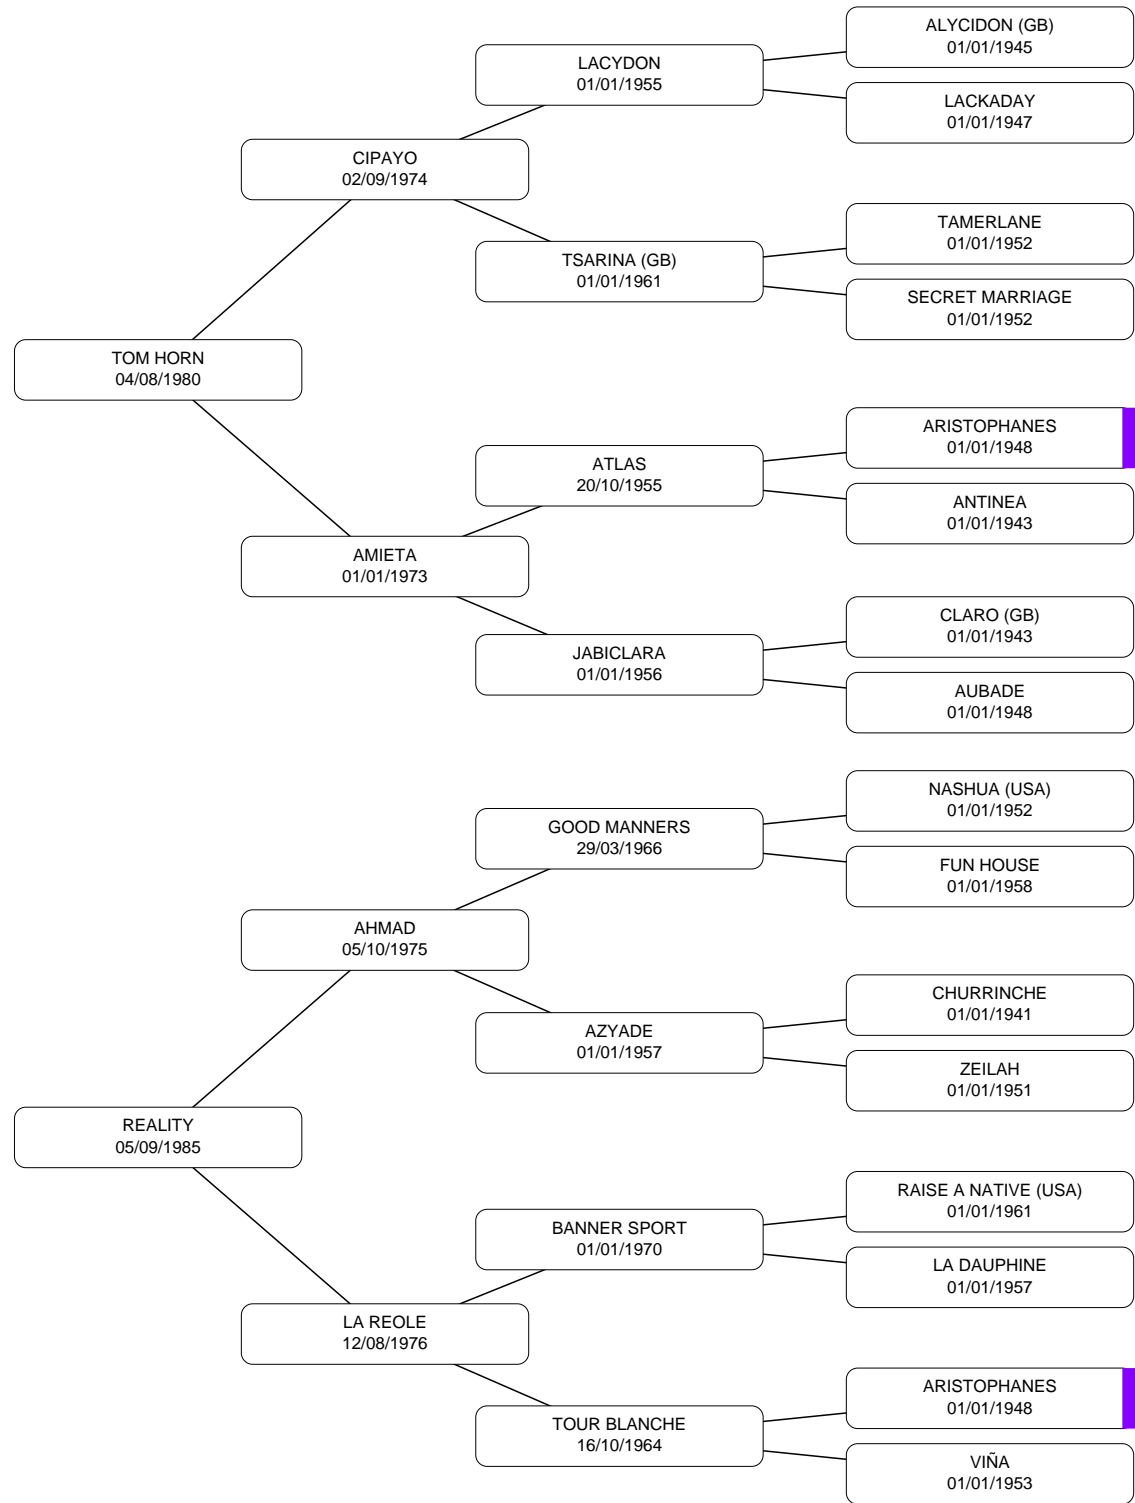 ALYCIDON (GB)
01/01/1945
LACYDON
01/01/1955
LACKADAY
01/01/1947
CIPAYO
02/09/1974
TAMERLANE
01/01/1952
TSARINA (GB)
01/01/1961
SECRET MARRIAGE
01/01/1952
TOM HORN
04/08/1980
ARISTOPHANES
01/01/1948
ATLAS
20/10/1955
ANTINEA
01/01/1943
AMIETA
01/01/1973
CLARO (GB)
01/01/1943
JABICLARA
01/01/1956
AUBADE
01/01/1948
NASHUA (USA)
01/01/1952
GOOD MANNERS
29/03/1966
FUN HOUSE
01/01/1958
AHMAD
05/10/1975
CHURRINCHE
01/01/1941
AZYADE
01/01/1957
ZEILAH
01/01/1951
REALITY
05/09/1985
RAISE A NATIVE (USA)
01/01/1961
BANNER SPORT
01/01/1970
LA DAUPHINE
01/01/1957
LA REOLE
12/08/1976
ARISTOPHANES
01/01/1948
TOUR BLANCHE
16/10/1964
VIÑA
01/01/1953